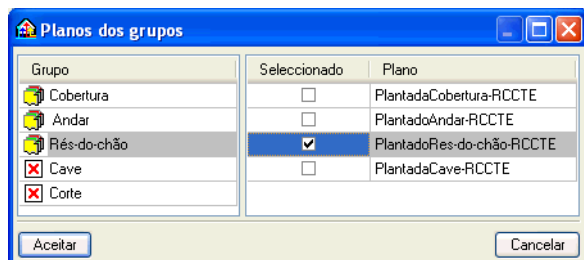 Planos dos grupos
Grupo Seleccionado Plano
Cobertura PlantadaCobertura-RCCTE
Andar PlantadoAndar-RCCTE
Rés-do-chão PlantadoRes-do-chão-RCCTE
Cave PlantadaCave-RCCTE
Corte
Aceitar Cancelar